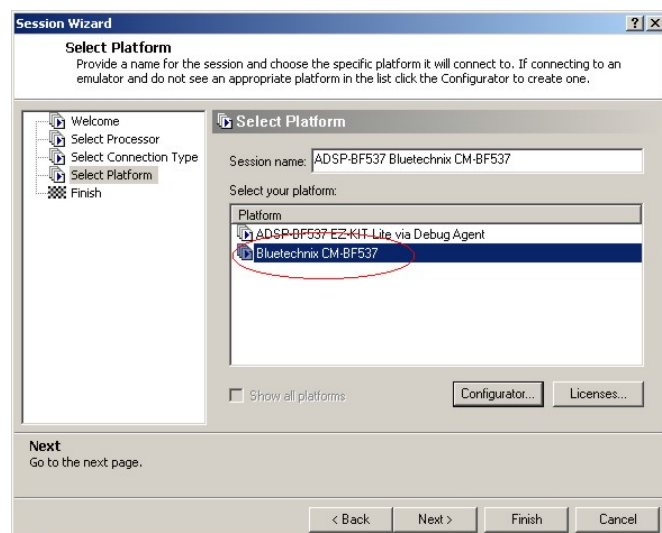 Session Wizard
Select Platform
Provide a name for the session and choose the specific platform it will connect to. If connecting to an
emulator and do not see an appropriate platform in the list click the Configurator to create one.
Welcome
Select Processor
Select Connection Type
Select Platform
Finish
Select Platform
Session name: ADSP-BF537 Bluetechnix CM-BF537
Select your platform:
Platform
ADSP-BF537 EZ-KIT Lite via Debug Agent
Bluetechnix CM-BF537
Show all platforms
Configurator...
Licenses...
Next
Go to the next page.
< Back
Next >
Finish
Cancel